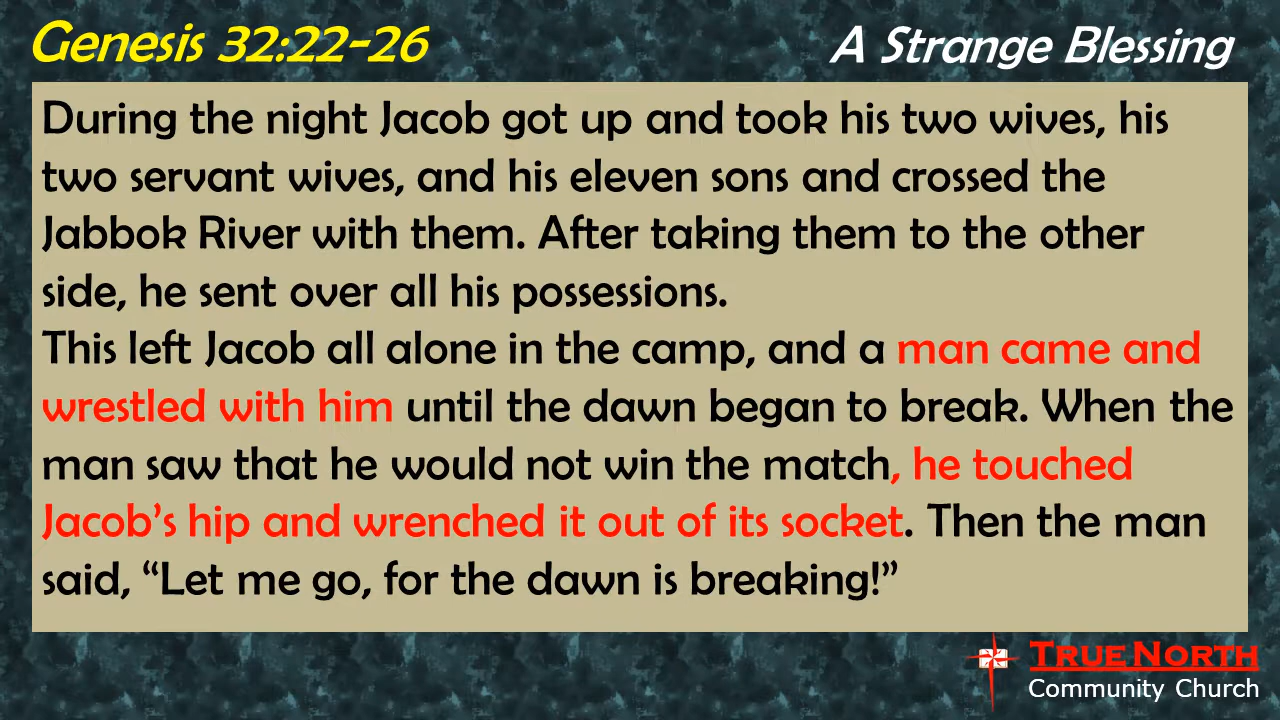 Genesis 32:22-26
A Strange Blessing
During the night Jacob got up and took his two wives, his
two servant wives, and his eleven sons and crossed the
Jabbok River with them. After taking them to the other
side, he sent over all his possessions.
This left Jacob all alone in the camp, and a man came and
wrestled with him until the dawn began to break. When the
man saw that he would not win the match, he touched
Jacob’s hip and wrenched it out of its socket. Then the man
said, “Let me go, for the dawn is breaking!”
TRUE NORTH
Community Church